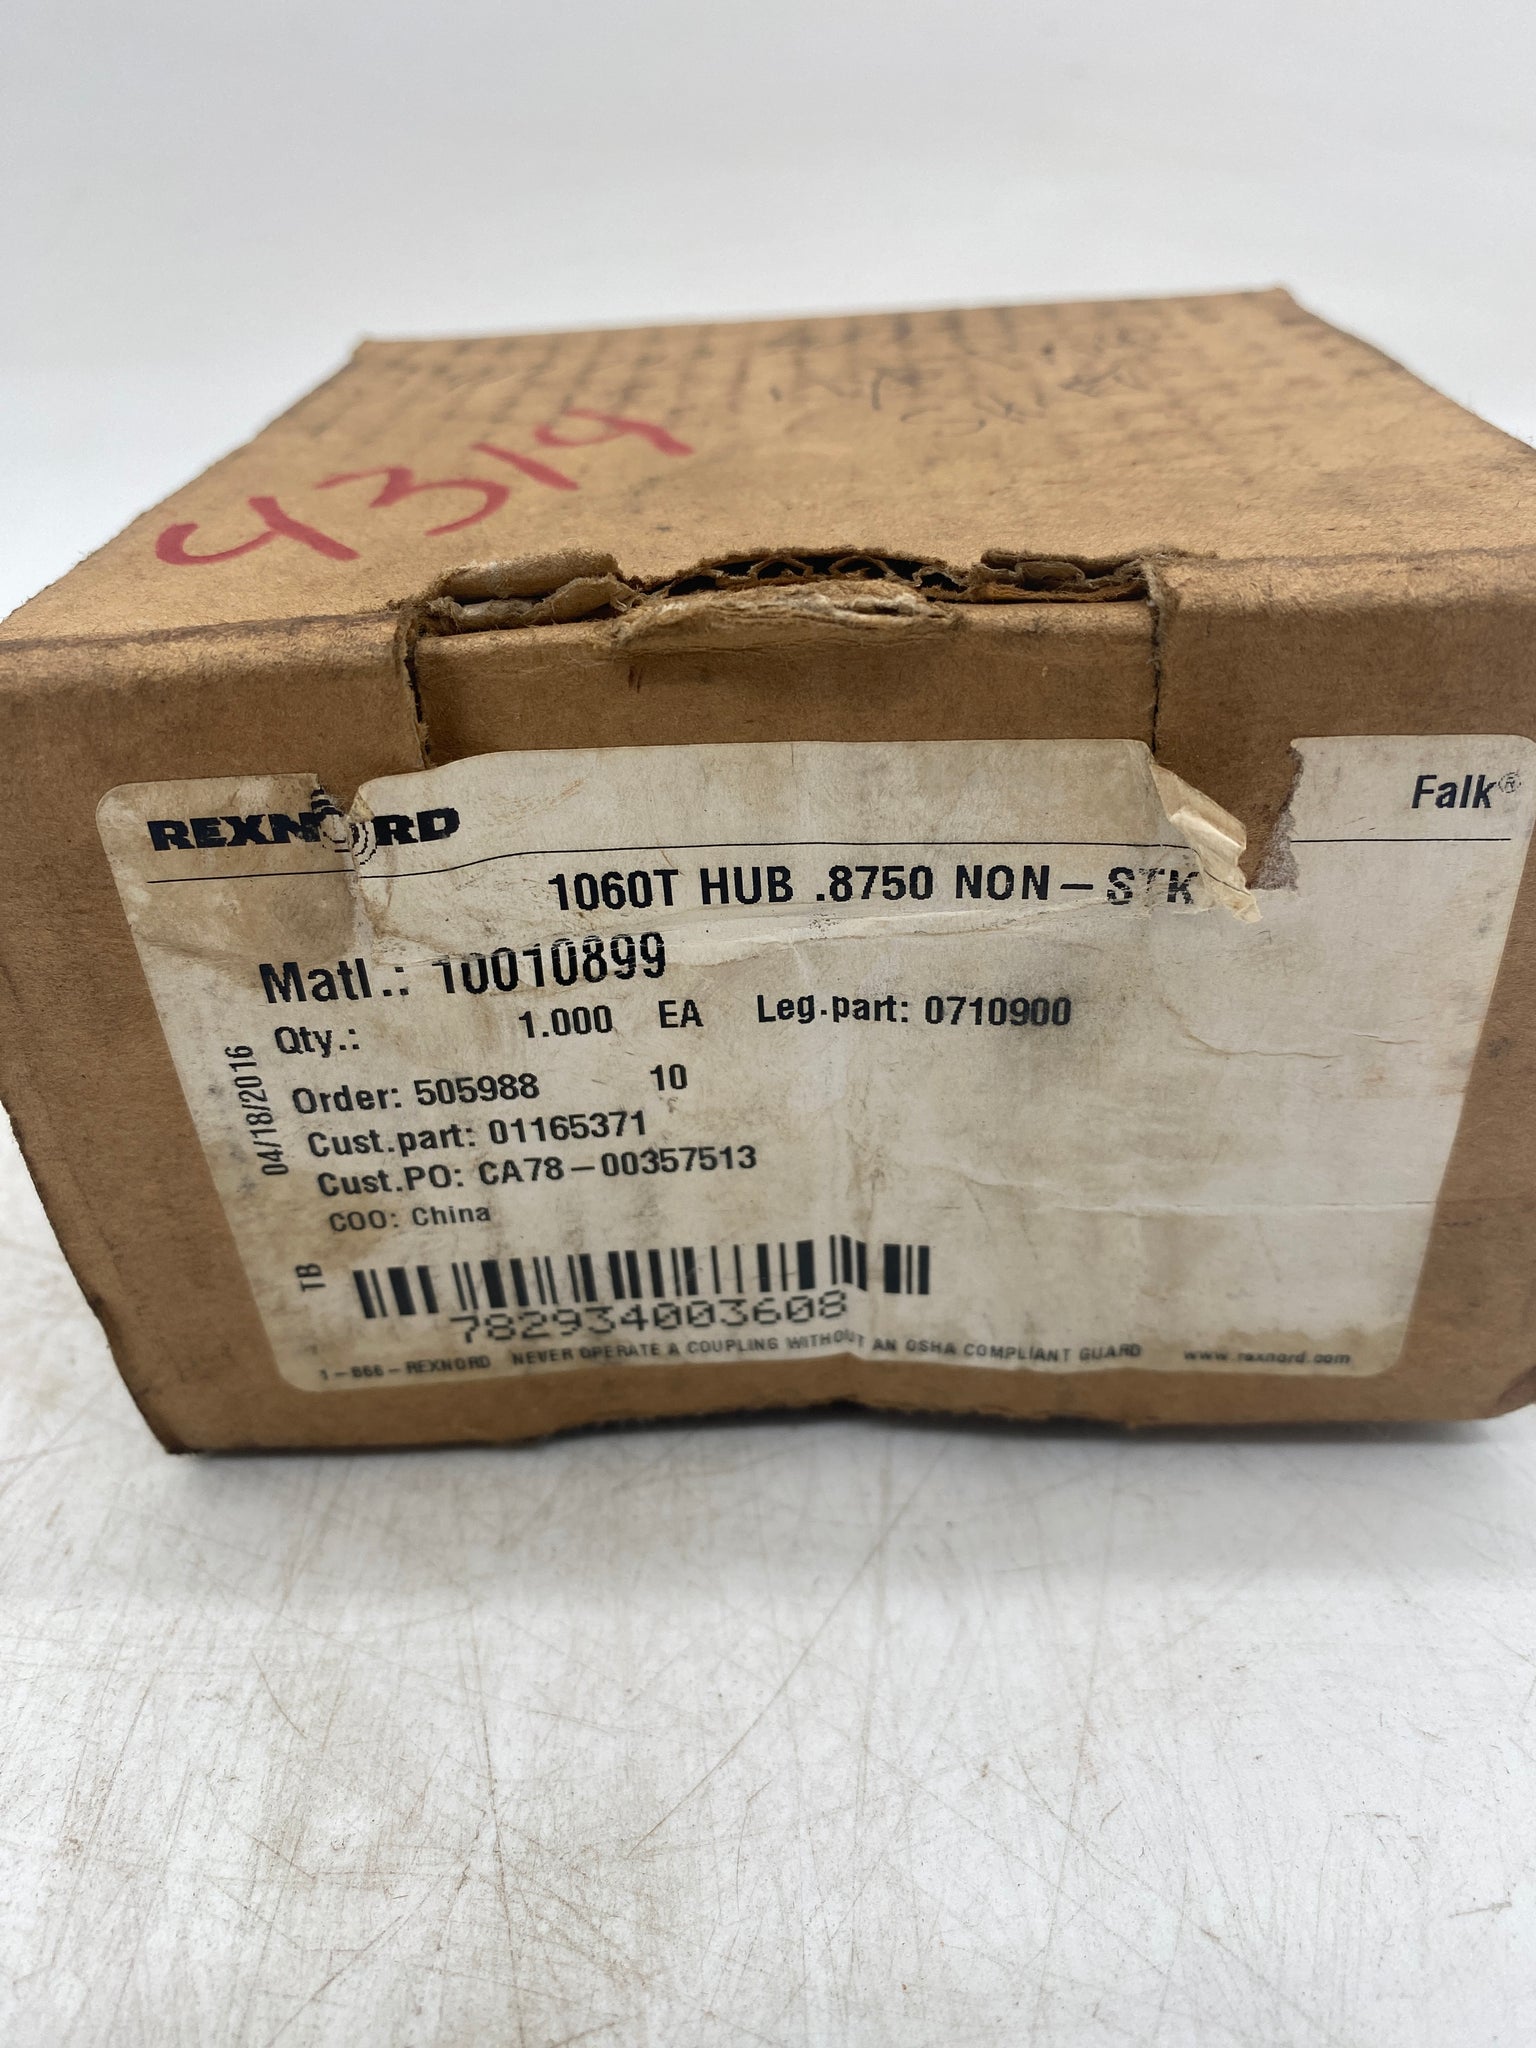 4319
REXNORD
Falk®
1060T HUB .8750 NON-STK
Matl.: 10010899
Qty.: 1.000 EA Leg.part: 0710900
Order: 505988 10
Cust.part: 01165371
Cust.PO: CA78-00357513
COO: China
04/18/2016
TB
782934003608
1-866-REXNORD NEVER OPERATE A COUPLING WITHOUT AN OSHA COMPLIANT GUARD www.rexnord.com